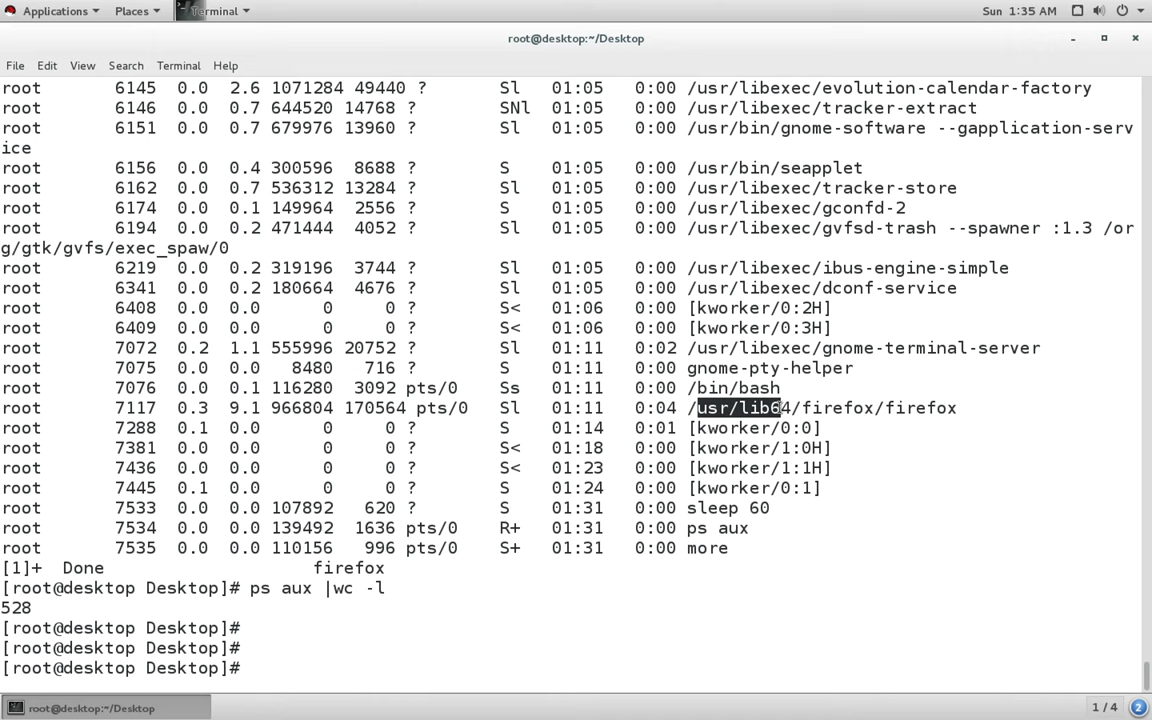 Applications Places Terminal Sun 1:35 AM
root@desktop:~/Desktop
File Edit View Search Terminal Help
root 6145 0.0 2.6 1071284 49440 ? Sl 01:05 0:00 /usr/libexec/evolution-calendar-factory
root 6146 0.0 0.7 644520 14768 ? SNl 01:05 0:00 /usr/libexec/tracker-extract
root 6151 0.0 0.7 679976 13960 ? Sl 01:05 0:00 /usr/bin/gnome-software --gapplication-serv
ice
root 6156 0.0 0.4 300596 8688 ? S 01:05 0:00 /usr/bin/seapplet
root 6162 0.0 0.7 536312 13284 ? Sl 01:05 0:00 /usr/libexec/tracker-store
root 6174 0.0 0.1 149964 2556 ? S 01:05 0:00 /usr/libexec/gconfd-2
root 6194 0.0 0.2 471444 4052 ? Sl 01:05 0:00 /usr/libexec/gvfsd-trash --spawner :1.3 /or
g/gtk/gvfs/exec_spaw/0
root 6219 0.0 0.2 319196 3744 ? Sl 01:05 0:00 /usr/libexec/ibus-engine-simple
root 6341 0.0 0.2 180664 4676 ? Sl 01:05 0:00 /usr/libexec/dconf-service
root 6408 0.0 0.0 0 0 ? S< 01:06 0:00 [kworker/0:2H]
root 6409 0.0 0.0 0 0 ? S< 01:06 0:00 [kworker/0:3H]
root 7072 0.2 1.1 555996 20752 ? Sl 01:11 0:02 /usr/libexec/gnome-terminal-server
root 7075 0.0 0.0 8480 716 ? S 01:11 0:00 gnome-pty-helper
root 7076 0.0 0.1 116280 3092 pts/0 Ss 01:11 0:00 /bin/bash
root 7117 0.3 9.1 966804 170564 pts/0 Sl 01:11 0:04 /usr/lib64/firefox/firefox
root 7288 0.1 0.0 0 0 ? S 01:14 0:01 [kworker/0:0]
root 7381 0.0 0.0 0 0 ? S< 01:18 0:00 [kworker/1:0H]
root 7436 0.0 0.0 0 0 ? S< 01:23 0:00 [kworker/1:1H]
root 7445 0.1 0.0 0 0 ? S 01:24 0:00 [kworker/0:1]
root 7533 0.0 0.0 107892 620 ? S 01:31 0:00 sleep 60
root 7534 0.0 0.0 139492 1636 pts/0 R+ 01:31 0:00 ps aux
root 7535 0.0 0.0 110156 996 pts/0 S+ 01:31 0:00 more
[1]+ Done firefox
[root@desktop Desktop]# ps aux |wc -l
528
[root@desktop Desktop]#
[root@desktop Desktop]#
[root@desktop Desktop]#
root@desktop:~/Desktop 1 / 4 2